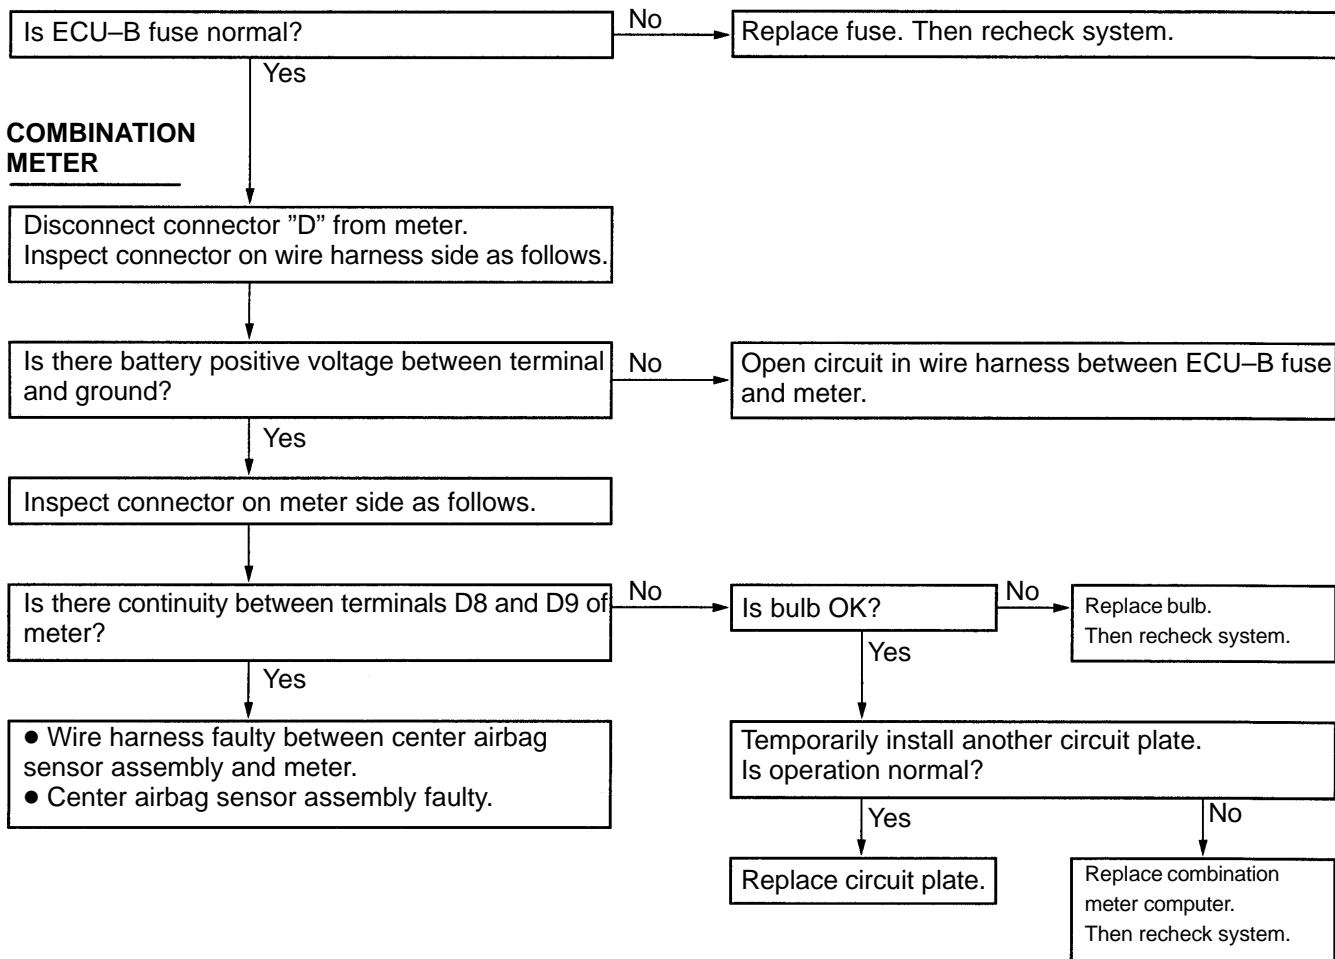 Is ECU–B fuse normal?
No
Replace fuse. Then recheck system.
Yes
COMBINATION
METER
Disconnect connector ”D” from meter.
Inspect connector on wire harness side as follows.
Is there battery positive voltage between terminal
and ground?
No
Open circuit in wire harness between ECU–B fuse
and meter.
Yes
Inspect connector on meter side as follows.
Is there continuity between terminals D8 and D9 of
meter?
No
Is bulb OK?
No
Replace bulb.
Then recheck system.
Yes
Yes
● Wire harness faulty between center airbag
sensor assembly and meter.
● Center airbag sensor assembly faulty.
Temporarily install another circuit plate.
Is operation normal?
Yes
No
Replace circuit plate.
Replace combination
meter computer.
Then recheck system.